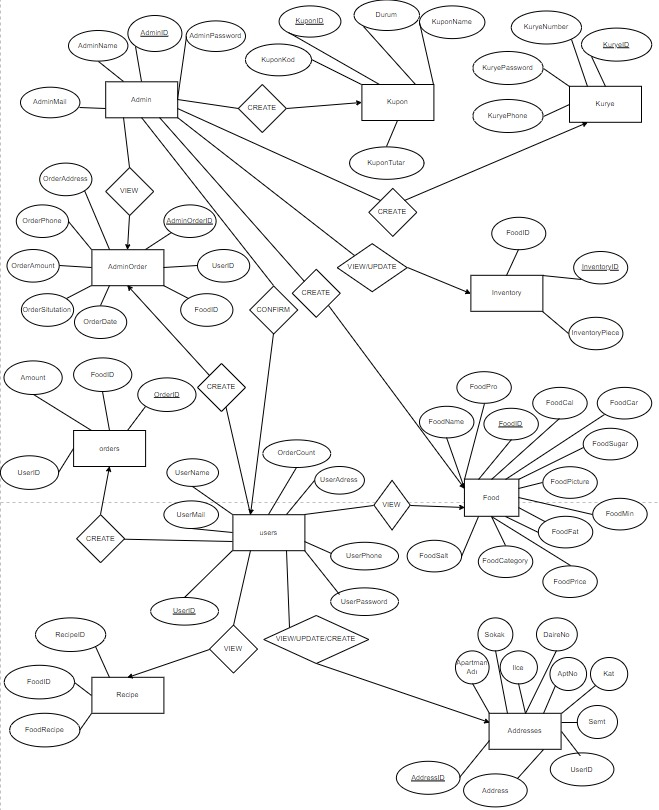 KuponID
Durum
KuponName
AdminID
AdminName
AdminPassword
KuryeNumber
KuryeID
KuponKod
KuryePassword
AdminMail
Admin
CREATE
Kupon
Kurye
KuryePhone
KuponTutar
OrderAddress
VIEW
CREATE
OrderPhone
AdminOrderID
FoodID
OrderAmount
AdminOrder
UserID
VIEW/UPDATE
InventoryID
Inventory
CREATE
OrderSitutation
OrderDate
FoodID
CONFIRM
InventoryPiece
Amount
FoodID
OrderID
CREATE
FoodPro
FoodCal
FoodCar
FoodName
FoodID
orders
FoodSugar
OrderCount
UserID
UserName
UserAdress
FoodPicture
VIEW
Food
UserMail
FoodMin
users
FoodFat
CREATE
UserPhone
FoodSalt
FoodCategory
FoodPrice
UserID
UserPassword
RecipeID
VIEW
VIEW/UPDATE/CREATE
Sokak
DaireNo
Apartman
Adı
Ilce
AptNo
Kat
FoodID
Recipe
FoodRecipe
Addresses
Semt
AddressID
Address
UserID